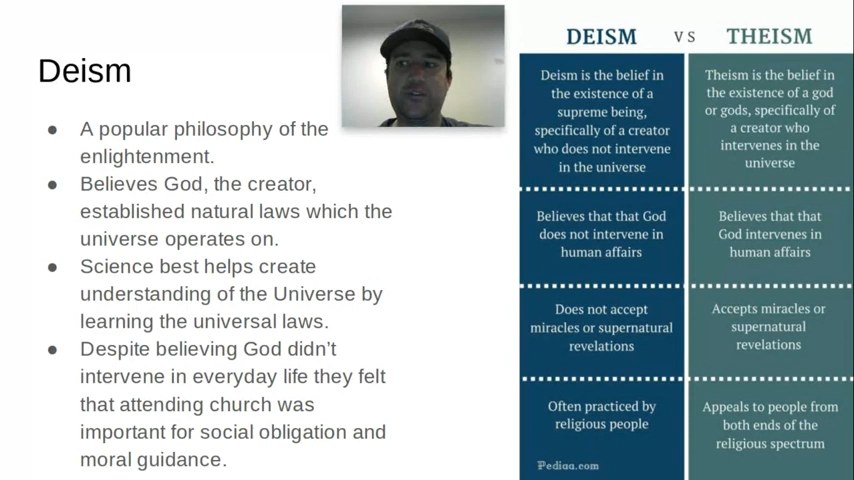 Deism
● A popular philosophy of the
enlightenment.
● Believes God, the creator,
established natural laws which the
universe operates on.
● Science best helps create
understanding of the Universe by
learning the universal laws.
● Despite believing God didn't
intervene in everyday life they felt
that attending church was
important for social obligation and
moral guidance.
DEISM VS THEISM
Deism is the belief in
the existence of a
supreme being,
specifically of a creator
who does not intervene
in the universe
Theism is the belief in
the existence of a god
or gods, specifically of
a creator who
intervenes in the
universe
Believes that that God
does not intervene in
human affairs
Believes that that
God intervenes in
human affairs
Does not accept
miracles or supernatural
revelations
Accepts miracles or
supernatural
revelations
Often practiced by
religious people
Appeals to people from
both ends of the
religious spectrum
Pediaa.com